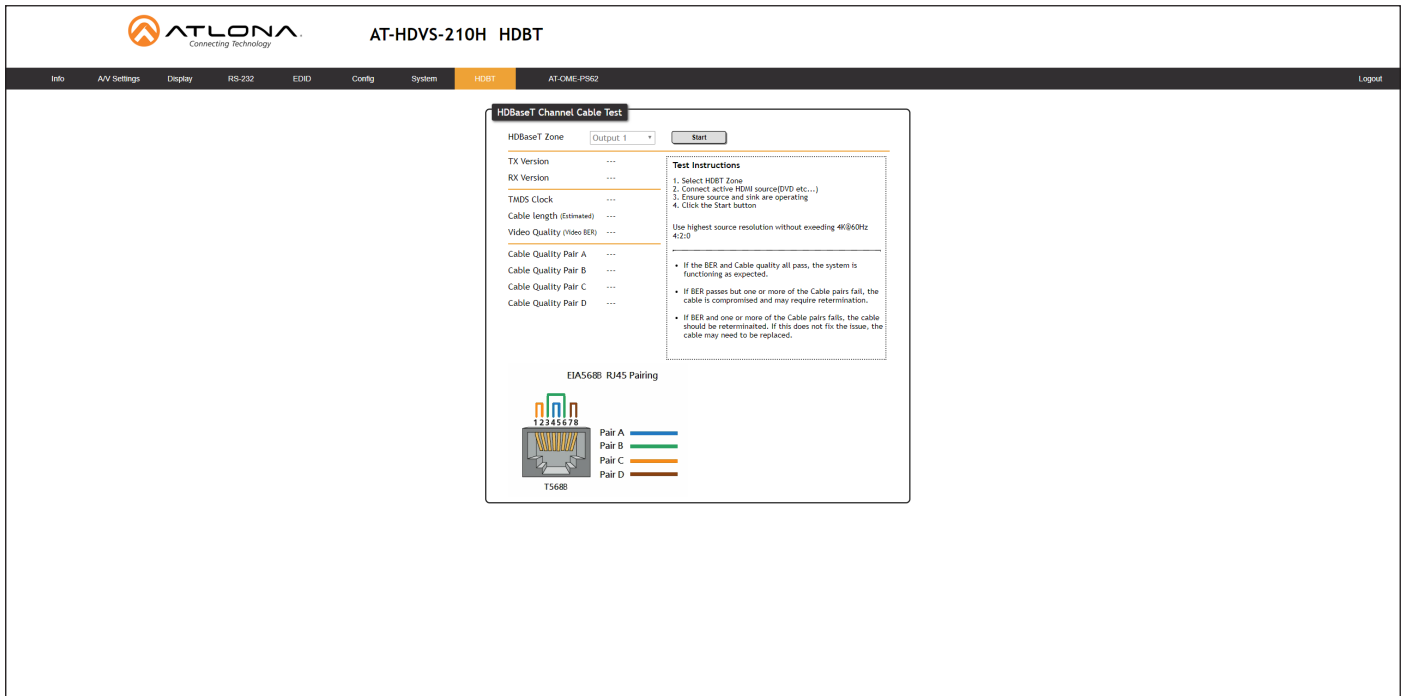 ATLONA.
Connecting Technology
AT-HDVS-210H HDBT
Info A/V Settings Display RS-232 EDID Config System HDBT AT-OME-PS62 Logout
HDBaseT Channel Cable Test
HDBaseT Zone Output 1 Start
TX Version ---
RX Version ---
TMDS Clock ---
Cable length (Estimated) ---
Video Quality (Video BER) ---
Cable Quality Pair A ---
Cable Quality Pair B ---
Cable Quality Pair C ---
Cable Quality Pair D ---
Test Instructions
1. Select HDBT Zone
2. Connect active HDMI source(DVD etc...)
3. Ensure source and sink are operating
4. Click the Start button
Use highest source resolution without exeeding 4K@60Hz
4:2:0
• If the BER and Cable quality all pass, the system is
functioning as expected.
• If BER passes but one or more of the Cable pairs fail, the
cable is compromised and may require retermination.
• If BER and one or more of the Cable pairs fails, the cable
should be reterminaited. If this does not fix the issue, the
cable may need to be replaced.
EIA568B RJ45 Pairing
1 2 3 4 5 6 7 8
Pair A
Pair B
Pair C
Pair D
T568B